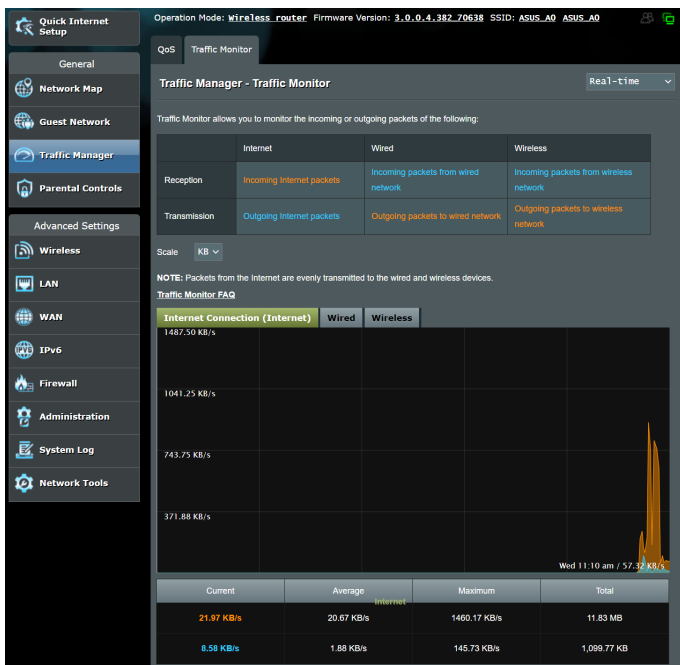 Quick Internet
Setup
Operation Mode: Wireless router Firmware Version: 3.0.0.4.382_70638 SSID: ASUS_A0 ASUS_A0
General
Network Map
Guest Network
Traffic Manager
Parental Controls
Advanced Settings
Wireless
LAN
WAN
IPv6
Firewall
Administration
System Log
Network Tools
QoS Traffic Monitor
Traffic Manager - Traffic Monitor Real-time
Traffic Monitor allows you to monitor the incoming or outgoing packets of the following:
Internet Wired Wireless
Reception Incoming Internet packets Incoming packets from wired network Incoming packets from wireless network
Transmission Outgoing Internet packets Outgoing packets to wired network Outgoing packets to wireless network
Scale KB
NOTE: Packets from the Internet are evenly transmitted to the wired and wireless devices.
Traffic Monitor FAQ
Internet Connection (Internet) Wired Wireless
1487.50 KB/s
1041.25 KB/s
743.75 KB/s
371.88 KB/s
Wed 11:10 am / 57.32 KB/s
Current Average Maximum Total
Internet
21.97 KB/s 20.67 KB/s 1460.17 KB/s 11.83 MB
8.58 KB/s 1.88 KB/s 145.73 KB/s 1,099.77 KB